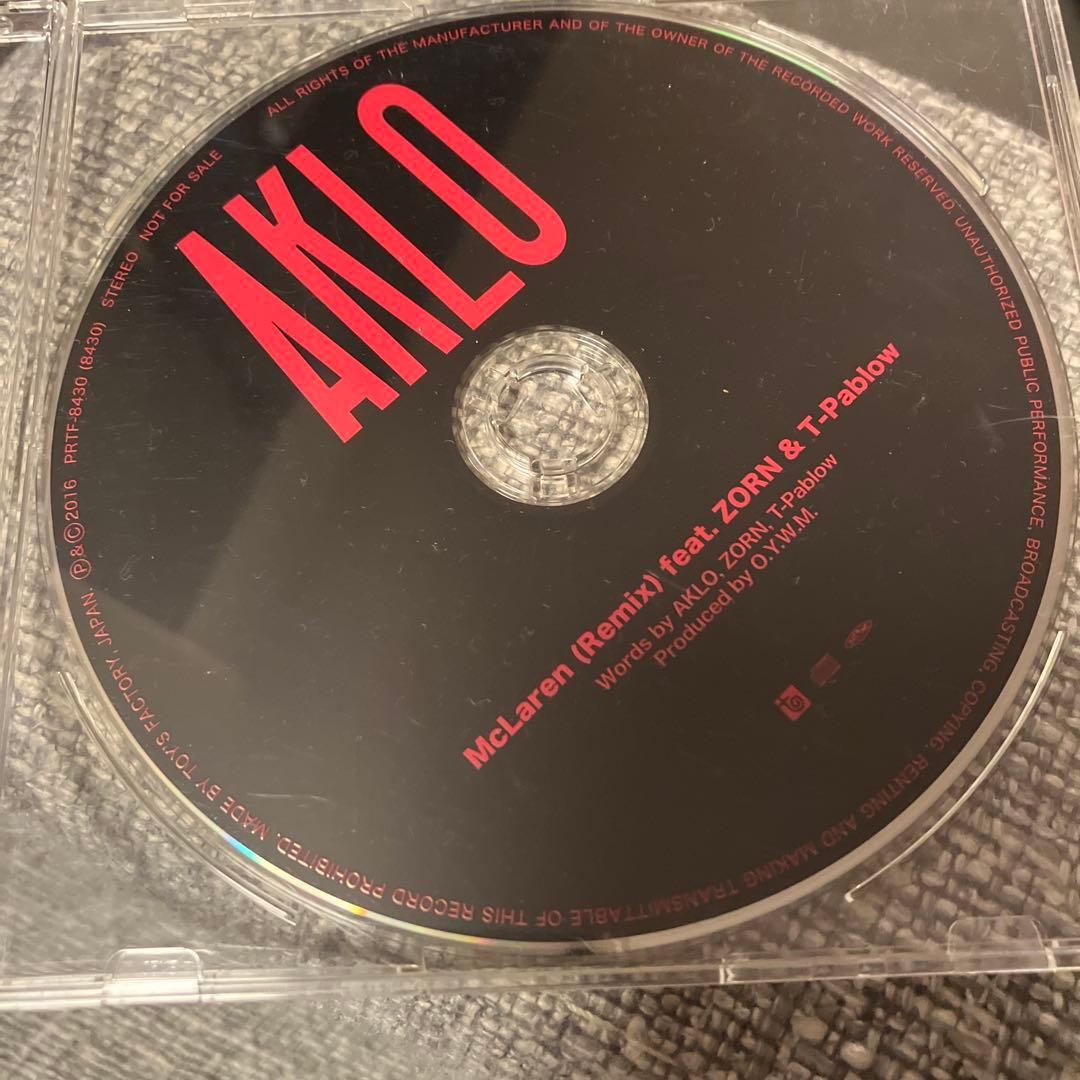 AKLO
McLaren (Remix) feat. ZORN & T-Pablow
Words by AKLO, ZORN, T-Pablow
Produced by O.Y.W.M.
Ⓟ&©2016 PRTF-8430 (8430) STEREO NOT FOR SALE
ALL RIGHTS OF THE MANUFACTURER AND OF THE OWNER OF THE RECORDED WORK RESERVED. UNAUTHORIZED PUBLIC PERFORMANCE, BROADCASTING, COPYING, RENTING AND MAKING TRANSMITTABLE OF THIS RECORD PROHIBITED. MADE BY TOY'S FACTORY, JAPAN